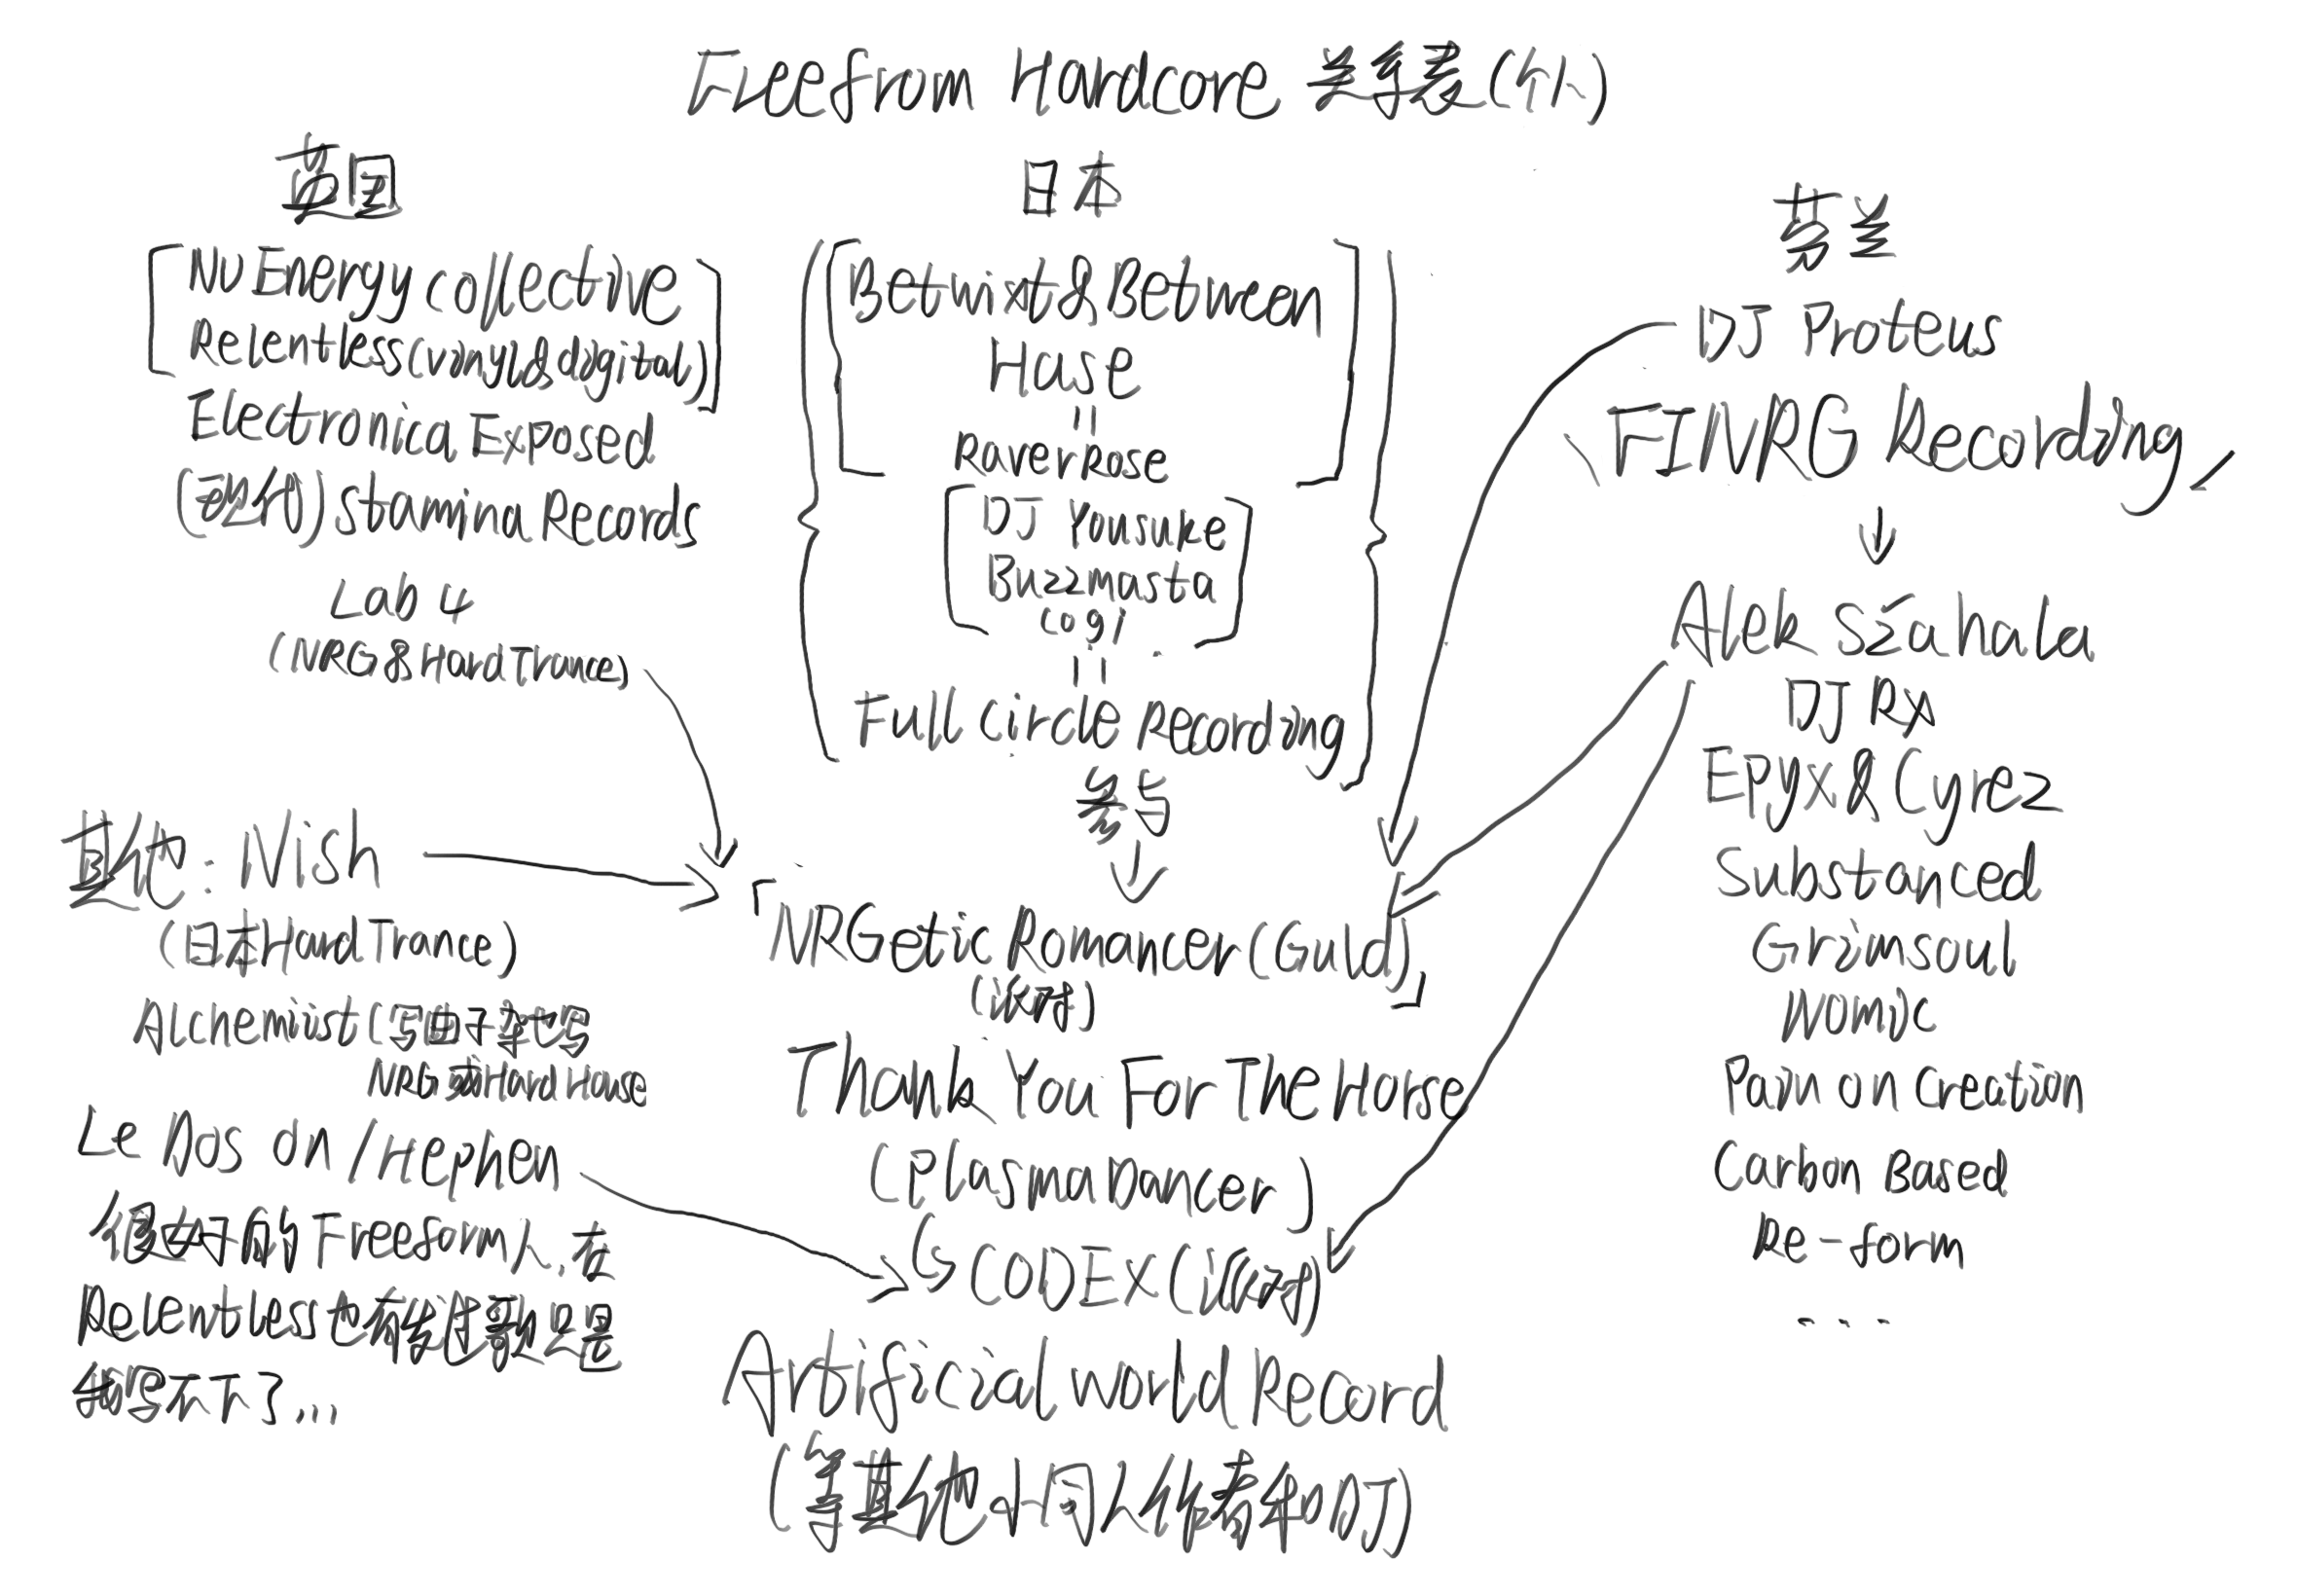 Freefrom Hardcore 关系表(小)
英国
Nu Energy collective
Relentless(vinyl&digital)
Electronica Exposed
(现代)Stamina Records
Lab 4
(NRG&Hard Trance)
日本
Betwixt&Between
Hase
=
RaverRose
DJ Yousuke
Buzzmasta
cogi
=
Full Circle Recording
参与
「NRGetic Romancer(Guld)」
(派对)
Thank You For The Horse
(PlasmaDancer)
CODEX(派对)
Artificial World Record
(等其他小同人作者和DJ)
芬兰
DJ Proteus
FINRG Recording
Alek Száhala
DJ RX
Epyx&Cyrez
Substanced
Grimsoul
Nomic
Pain on Creation
Carbon Based
Re-form
...
其他:Nish
(日本Hard Trance)
Alchemiist(写曲子架也写
NRG或Hard House
Le Dos on/Hephen
很好的Freeform人,在
Relentless也有发过歌只是
我写不下了...